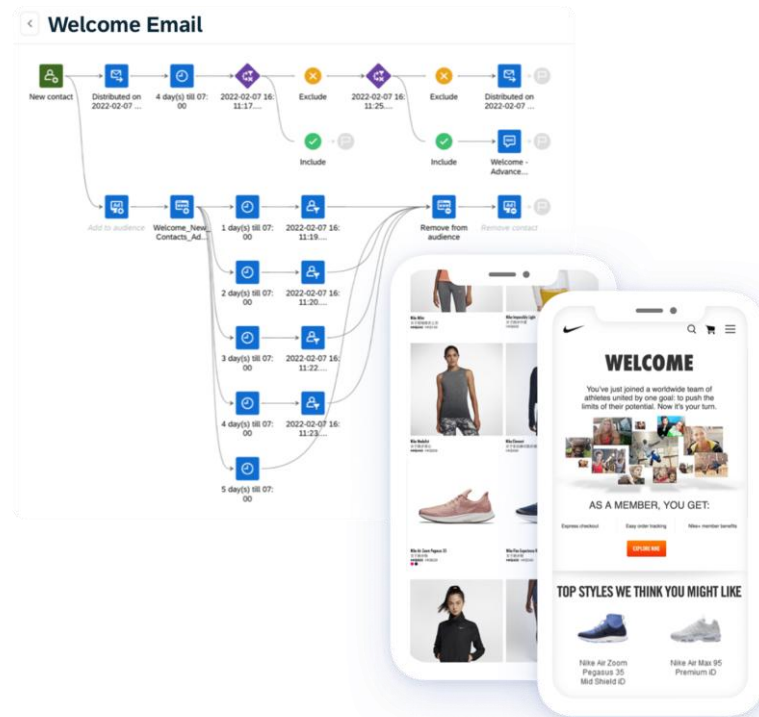 Welcome Email
New contact
Distributed on
2022-02-07 ...
4 day(s) till 07:
00
2022-02-07 16:
11:17....
Exclude
2022-02-07 16:
11:25....
Exclude
Distributed on
2022-02-07 ...
Include
Include
Welcome -
Advance...
Add to audience
Welcome_New_
Contacts_Ad...
1 day(s) till 07:
00
2022-02-07 16:
11:19....
Remove from
audience
Remove contact
2 day(s) till 07:
00
2022-02-07 16:
11:20....
3 day(s) till 07:
00
2022-02-07 16:
11:22....
4 day(s) till 07:
00
2022-02-07 16:
11:23....
5 day(s) till 07:
00
Nike Air Zoom Pegasus 35
WELCOME
You've just joined a worldwide team of
athletes united by one goal: to push the
limits of their potential. Now it's your turn.
AS A MEMBER, YOU GET:
Express checkout
Easy order tracking
Nike+ member benefits
EXPLORE NOW
TOP STYLES WE THINK YOU MIGHT LIKE
Nike Air Zoom
Pegasus 35
Mid Shield iD
Nike Air Max 95
Premium iD